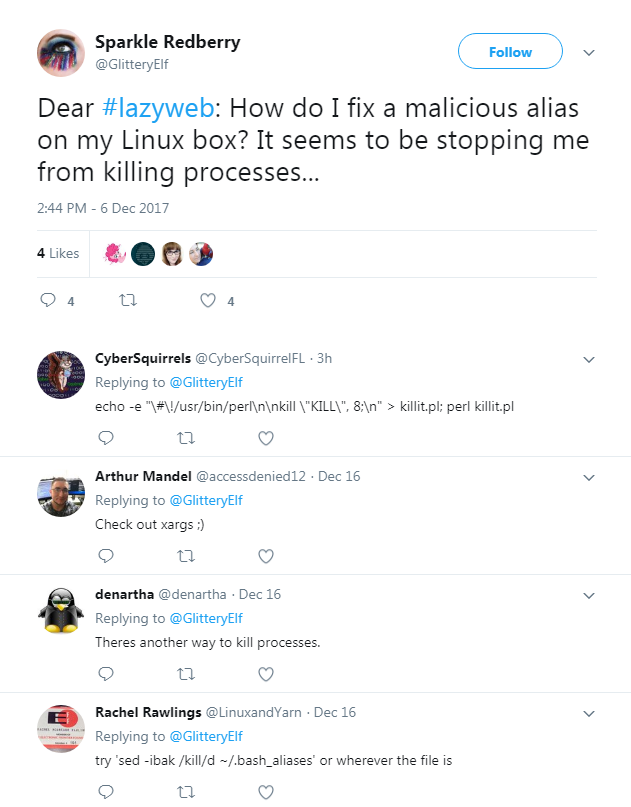 Sparkle Redberry
@GlitteryElf
Follow
Dear #lazyweb: How do I fix a malicious alias
on my Linux box? It seems to be stopping me
from killing processes...
2:44 PM - 6 Dec 2017
4 Likes
4
4
CyberSquirrels @CyberSquirrelFL · 3h
Replying to @GlitteryElf
echo -e "\#\!/usr/bin/perl\n\nkill \"KILL\", 8;\n" > killit.pl; perl killit.pl
Arthur Mandel @accessdenied12 · Dec 16
Replying to @GlitteryElf
Check out xargs ;)
denartha @denartha · Dec 16
Replying to @GlitteryElf
Theres another way to kill processes.
Rachel Rawlings @LinuxandYarn · Dec 16
Replying to @GlitteryElf
try 'sed -ibak /kill/d ~/.bash_aliases' or wherever the file is